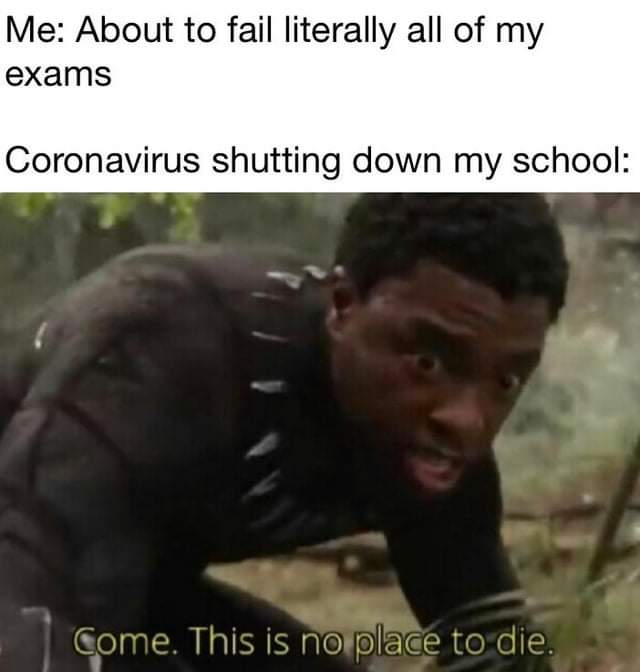 Me: About to fail literally all of my
exams
Coronavirus shutting down my school:
Come. This is no place to die.